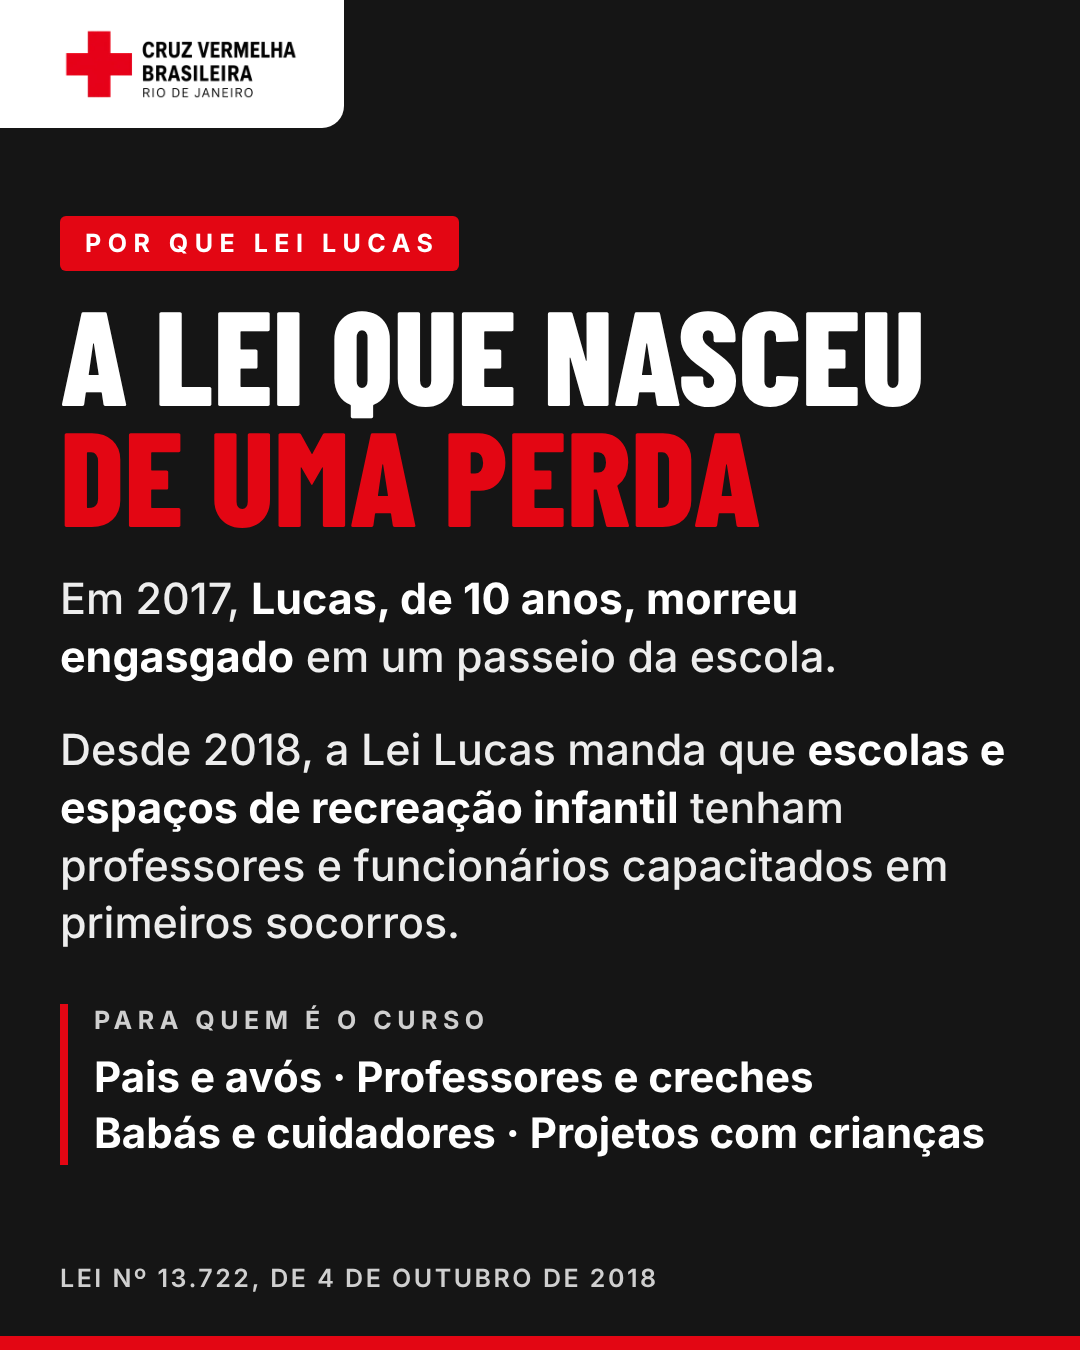 CRUZ VERMELHA
BRASILEIRA
RIO DE JANEIRO
POR QUE LEI LUCAS
A LEI QUE NASCEU
DE UMA PERDA
Em 2017, Lucas, de 10 anos, morreu
engasgado em um passeio da escola.
Desde 2018, a Lei Lucas manda que escolas e
espaços de recreação infantil tenham
professores e funcionários capacitados em
primeiros socorros.
PARA QUEM É O CURSO
Pais e avós · Professores e creches
Babás e cuidadores · Projetos com crianças
LEI Nº 13.722, DE 4 DE OUTUBRO DE 2018